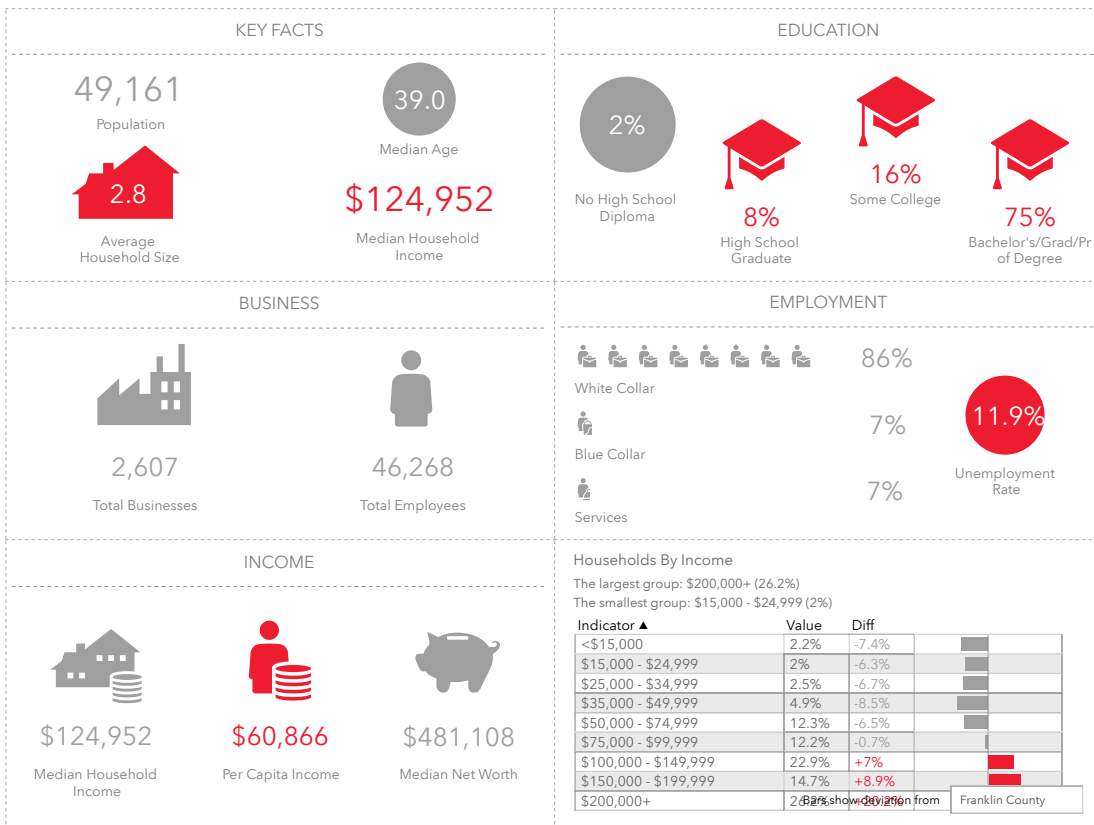 KEY FACTS
49,161
Population
39.0
Median Age
2.8
Average
Household Size
$124,952
Median Household
Income
EDUCATION
2%
No High School
Diploma
8%
High School
Graduate
16%
Some College
75%
Bachelor's/Grad/Pr
of Degree
BUSINESS
2,607
Total Businesses
46,268
Total Employees
EMPLOYMENT
86%
White Collar
7%
Blue Collar
7%
Services
11.9%
Unemployment
Rate
INCOME
$124,952
Median Household
Income
$60,866
Per Capita Income
$481,108
Median Net Worth
Households By Income
The largest group: $200,000+ (26.2%)
The smallest group: $15,000 - $24,999 (2%)
Indicator ▲ Value Diff
<$15,000 2.2% -7.4%
$15,000 - $24,999 2% -6.3%
$25,000 - $34,999 2.5% -6.7%
$35,000 - $49,999 4.9% -8.5%
$50,000 - $74,999 12.3% -6.5%
$75,000 - $99,999 12.2% -0.7%
$100,000 - $149,999 22.9% +7%
$150,000 - $199,999 14.7% +8.9%
$200,000+ 26.2% +20.2%
Bars show deviation from Franklin County